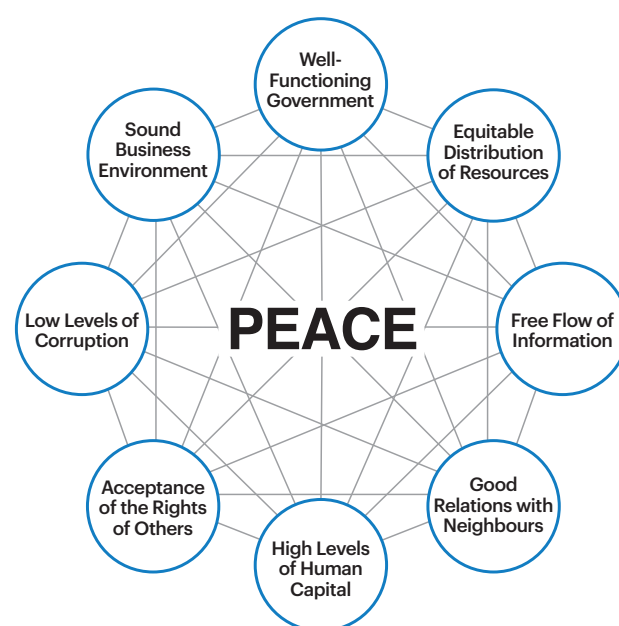 Well-
Functioning
Government
Sound
Business
Environment
Equitable
Distribution
of Resources
Low Levels of
Corruption
PEACE
Free Flow of
Information
Acceptance
of the Rights
of Others
Good
Relations with
Neighbours
High Levels
of Human
Capital